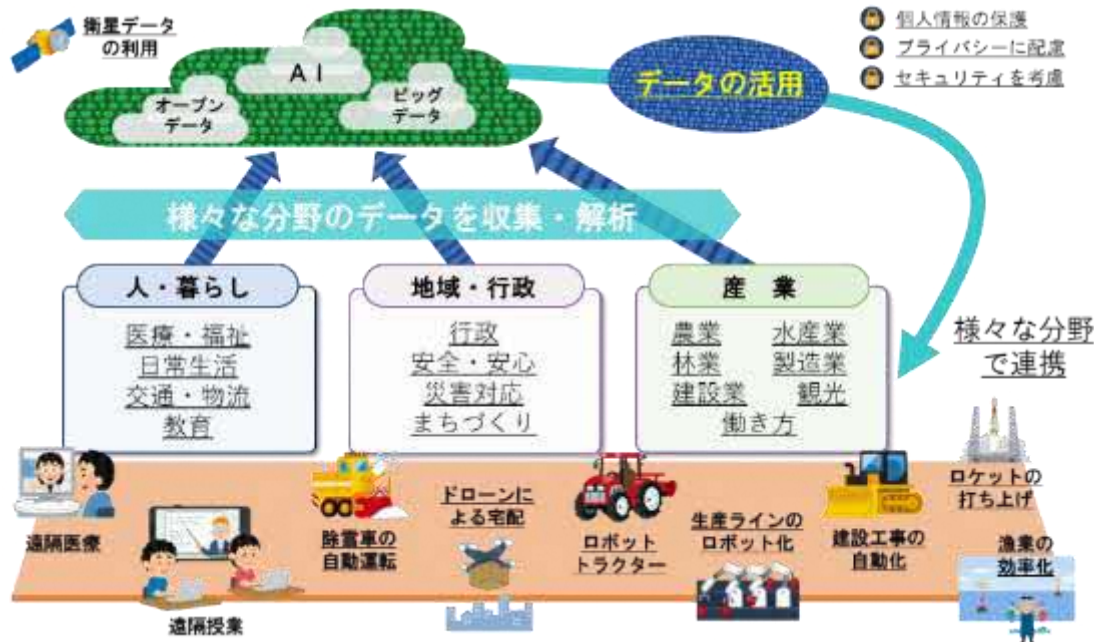 衛星データ
の利用
AI
オープン
データ
ビッグ
データ
データの活用
個人情報の保護
プライバシーに配慮
セキュリティを考慮
様々な分野のデータを収集・解析
人・暮らし
医療・福祉
日常生活
交通・物流
教育
地域・行政
行政
安全・安心
災害対応
まちづくり
産　業
農業　水産業
林業　製造業
建設業　観光
働き方
様々な分野
で連携
遠隔医療
遠隔授業
除雪車の
自動運転
ドローンに
よる宅配
ロボット
トラクター
生産ラインの
ロボット化
建設工事の
自動化
ロケットの
打ち上げ
漁業の
効率化